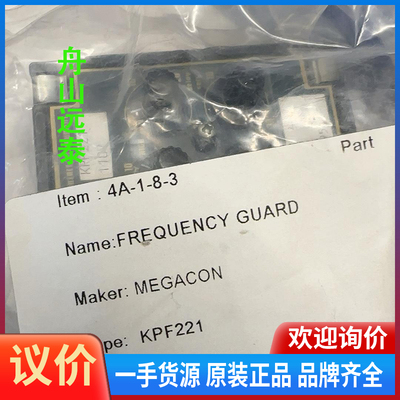 舟山远泰
Item : 4A-1-8-3
Part
Name:FREQUENCY GUARD
Maker: MEGACON
pe: KPF221
欢迎询价
议价
一手货源 原装正品 品牌齐全